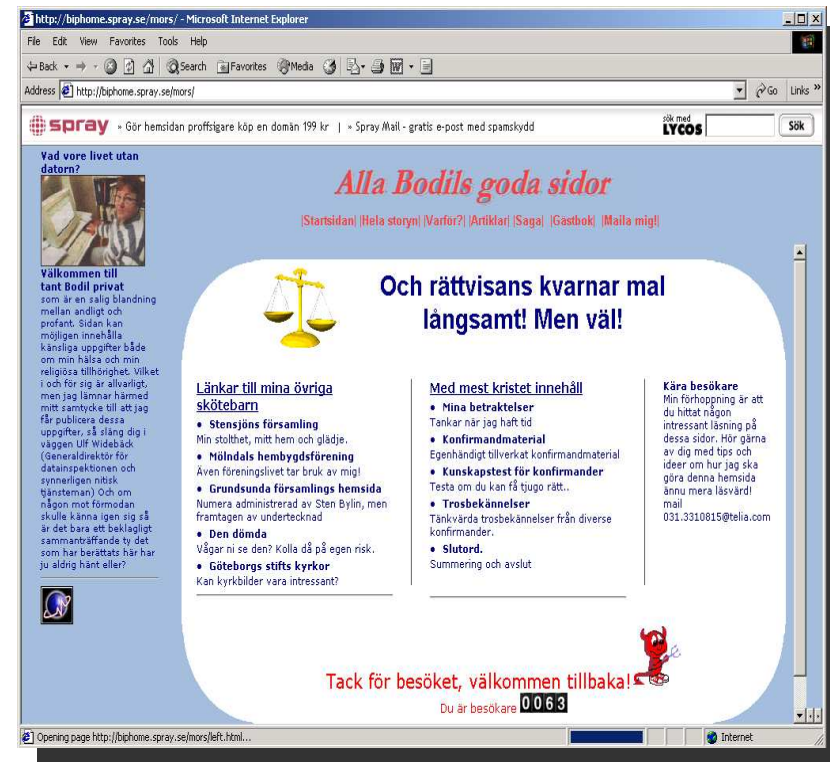 http://biphome.spray.se/mors/ - Microsoft Internet Explorer
File Edit View Favorites Tools Help
Back Search Favorites Media
Address http://biphome.spray.se/mors/ Go Links »
spray » Gör hemsidan proffsigare köp en domän 199 kr | » Spray Mail - gratis e-post med spamskydd sök med LYCOS Sök
Vad vore livet utan
datorn?
Välkommen till
tant Bodil privat
som är en salig blandning
mellan andligt och
profant. Sidan kan
möjligen innehålla
känsliga uppgifter både
om min hälsa och min
religiösa tillhörighet. Vilket
i och för sig är allvarligt,
men jag lämnar härmed
mitt samtycke till att jag
får publicera dessa
uppgifter, så släng dig i
väggen Ulf Widebäck
(Generaldirektör för
datainspektionen och
synnerligen nitisk
tjänsteman) Och om
någon mot förmodan
skulle känna igen sig så
är det bara ett beklagligt
sammanträffande ty det
som har berättats här har
ju aldrig hänt eller?
Alla Bodils goda sidor
|Startsidan| |Hela storyn| |Varför?| |Artiklar| |Saga| |Gästbok| |Maila mig!|
Och rättvisans kvarnar mal
långsamt! Men väl!
Länkar till mina övriga
skötebarn
• Stensjöns församling
Min stolthet, mitt hem och glädje.
• Mölndals hembygdsförening
Även föreningslivet tar bruk av mig!
• Grundsunda församlings hemsida
Numera administrerad av Sten Bylin, men
framtagen av undertecknad
• Den dömda
Vågar ni se den? Kolla då på egen risk.
• Göteborgs stifts kyrkor
Kan kyrkbilder vara intressant?
Med mest kristet innehåll
• Mina betraktelser
Tankar när jag haft tid
• Konfirmandmaterial
Egenhändigt tillverkat konfirmandmaterial
• Kunskapstest för konfirmander
Testa om du kan få tjugo rätt..
• Trosbekännelser
Tänkvärda trosbekännelser från diverse
konfirmander.
• Slutord.
Summering och avslut
Kära besökare
Min förhoppning är att
du hittat någon
intressant läsning på
dessa sidor. Hör gärna
av dig med tips och
ideer om hur jag ska
göra denna hemsida
ännu mera läsvärd!
mail
031.3310815@telia.com
Tack för besöket, välkommen tillbaka!
Du är besökare 0063
Opening page http://biphome.spray.se/mors/left.html... Internet